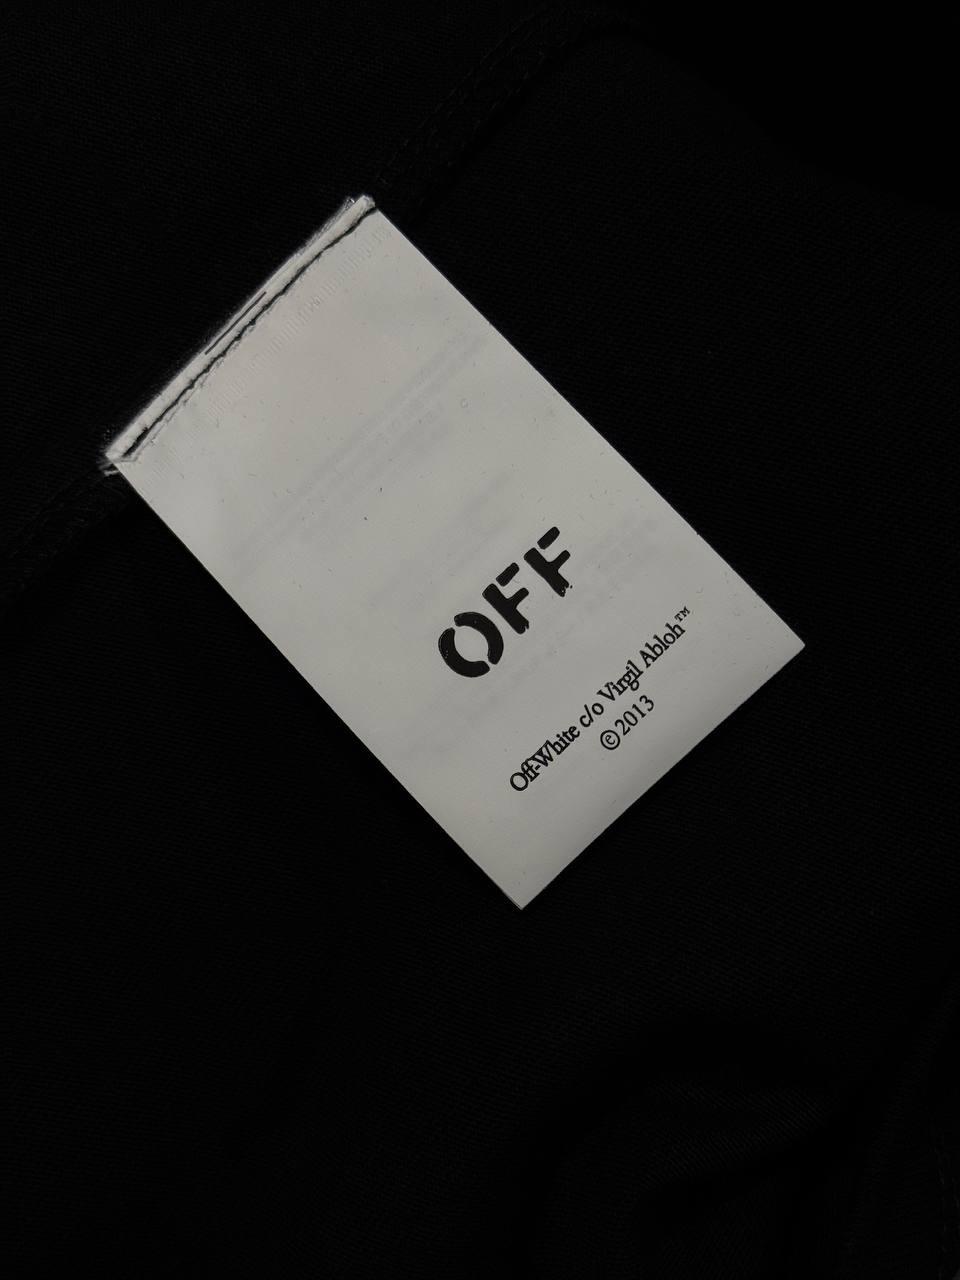 OFF
Off-White c/o Virgil Abloh™
©2013